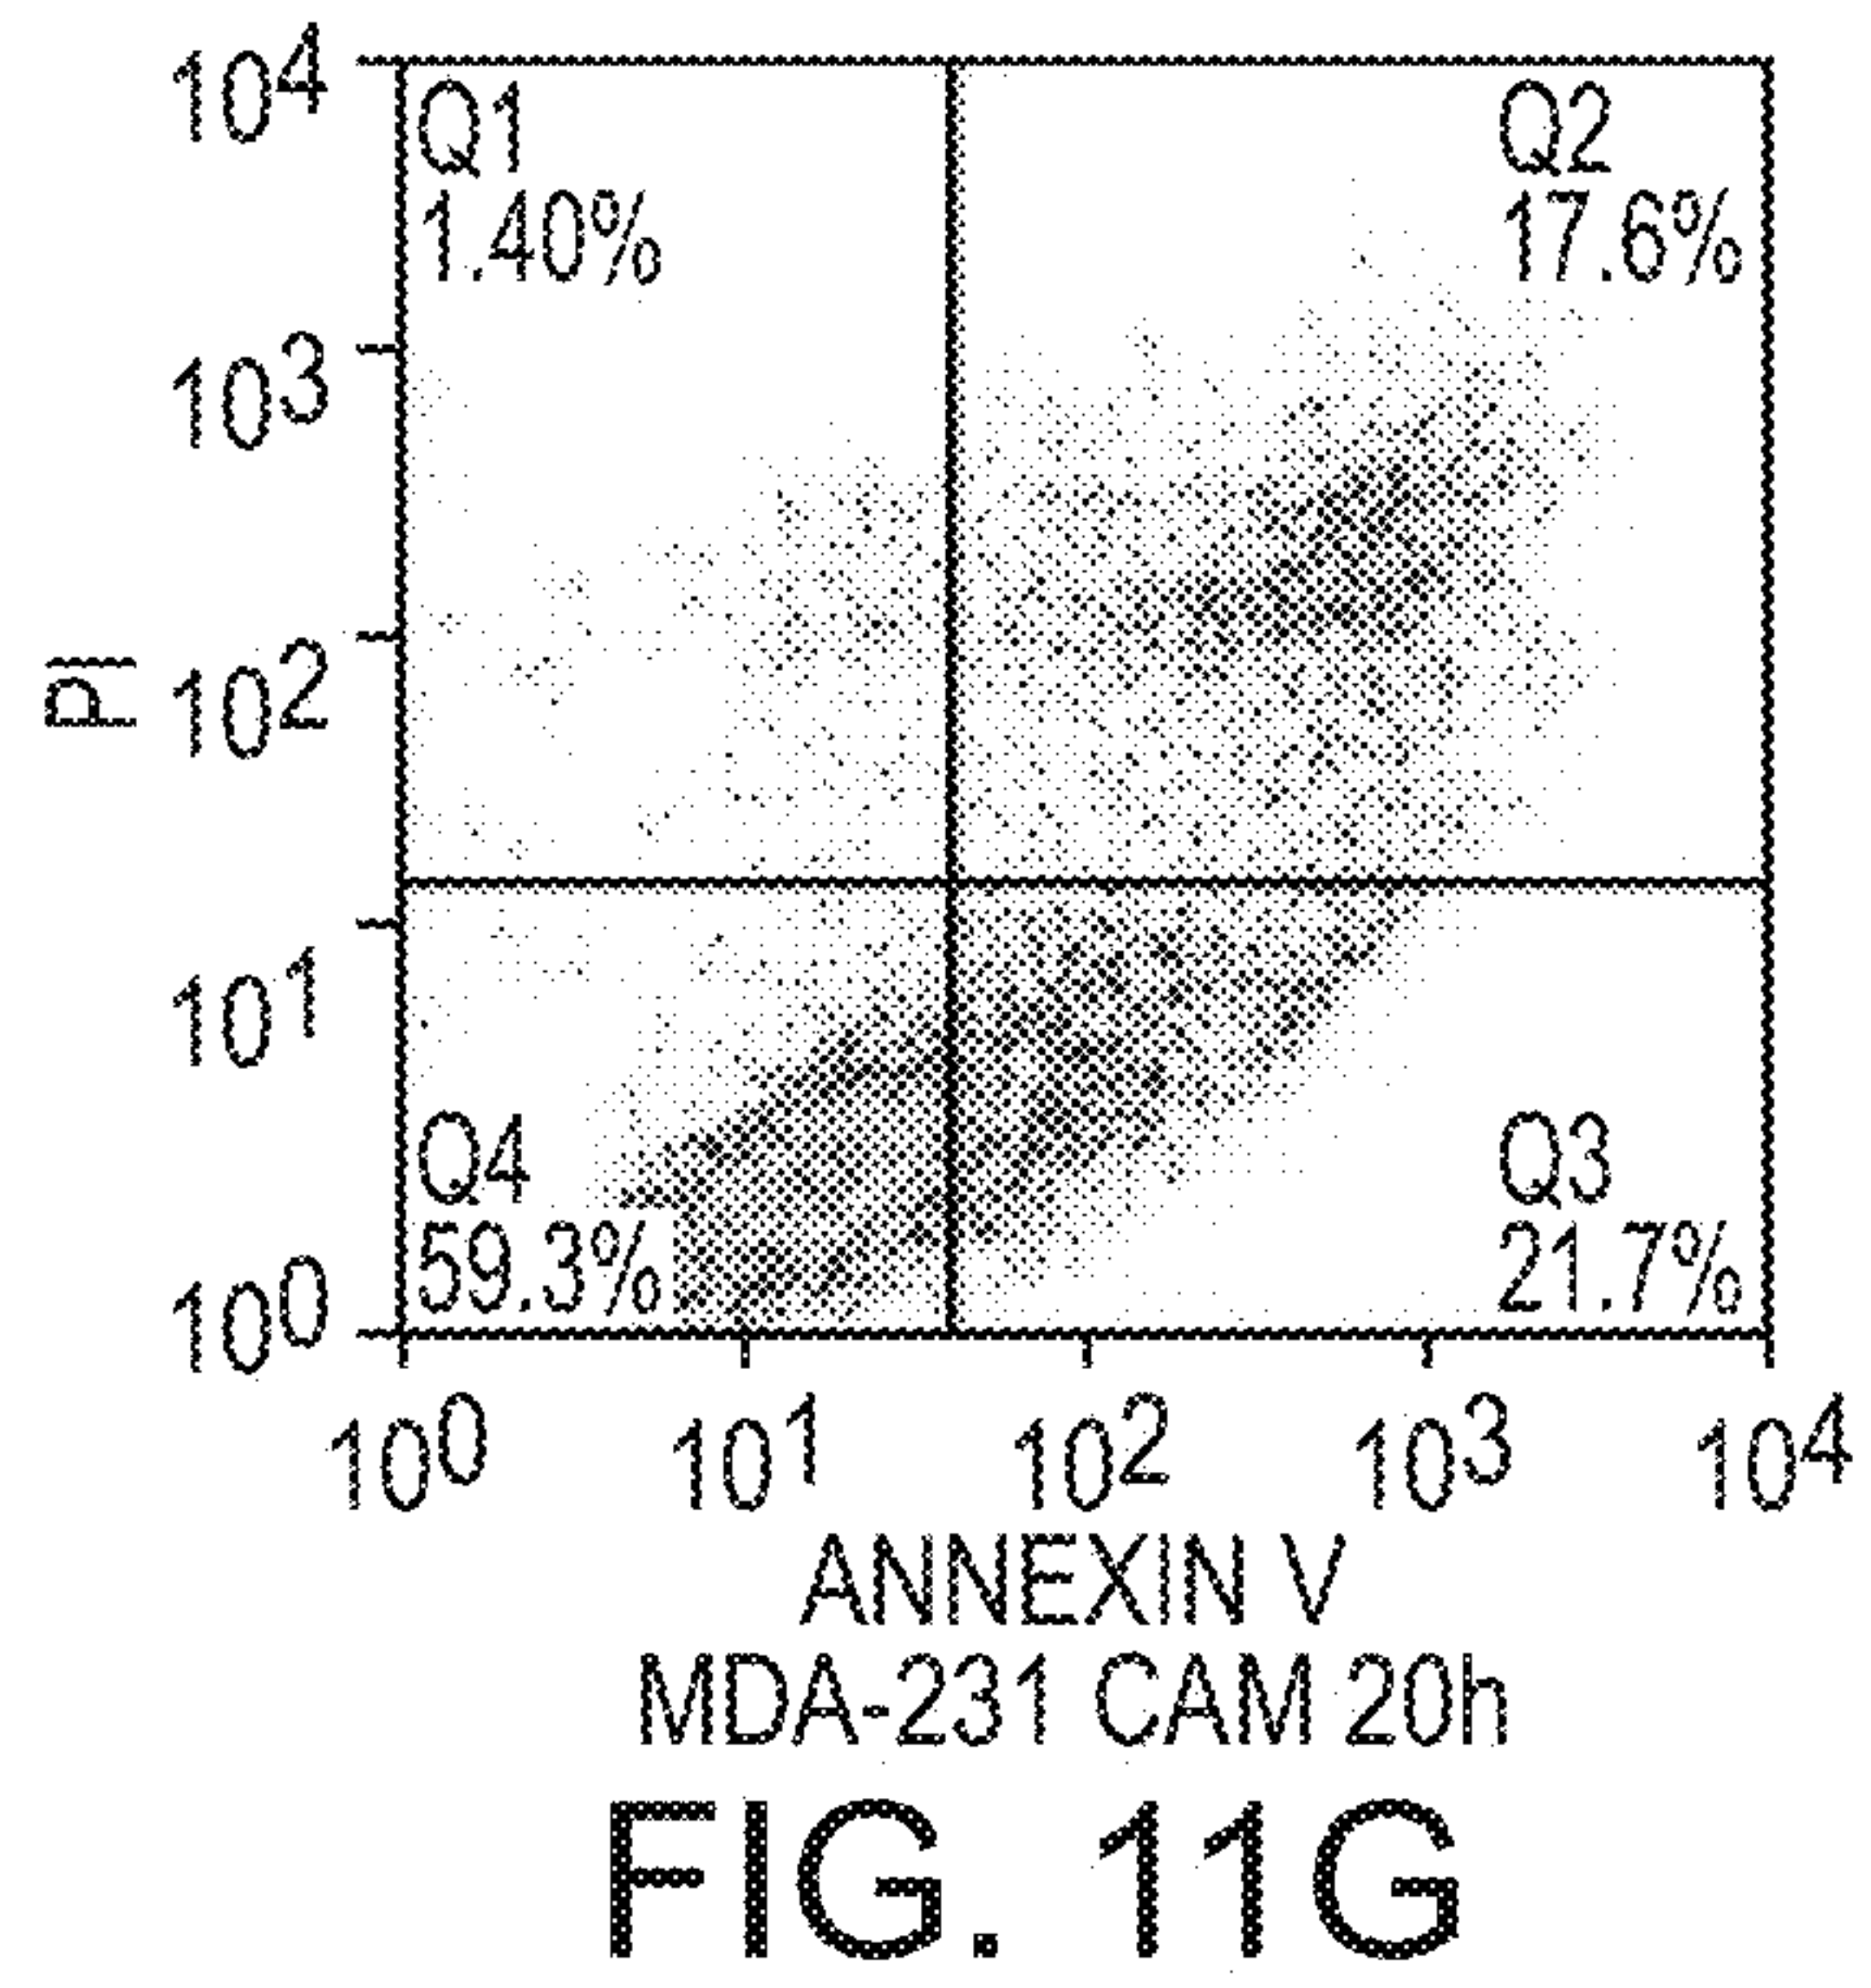 10⁴
Q1
1.40%
Q2
17.6%
10³
10²
PI
10¹
Q4
59.3%
Q3
21.7%
10⁰
10⁰ 10¹ 10² 10³ 10⁴
ANNEXIN V
MDA-231 CAM 20h
FIG. 11G